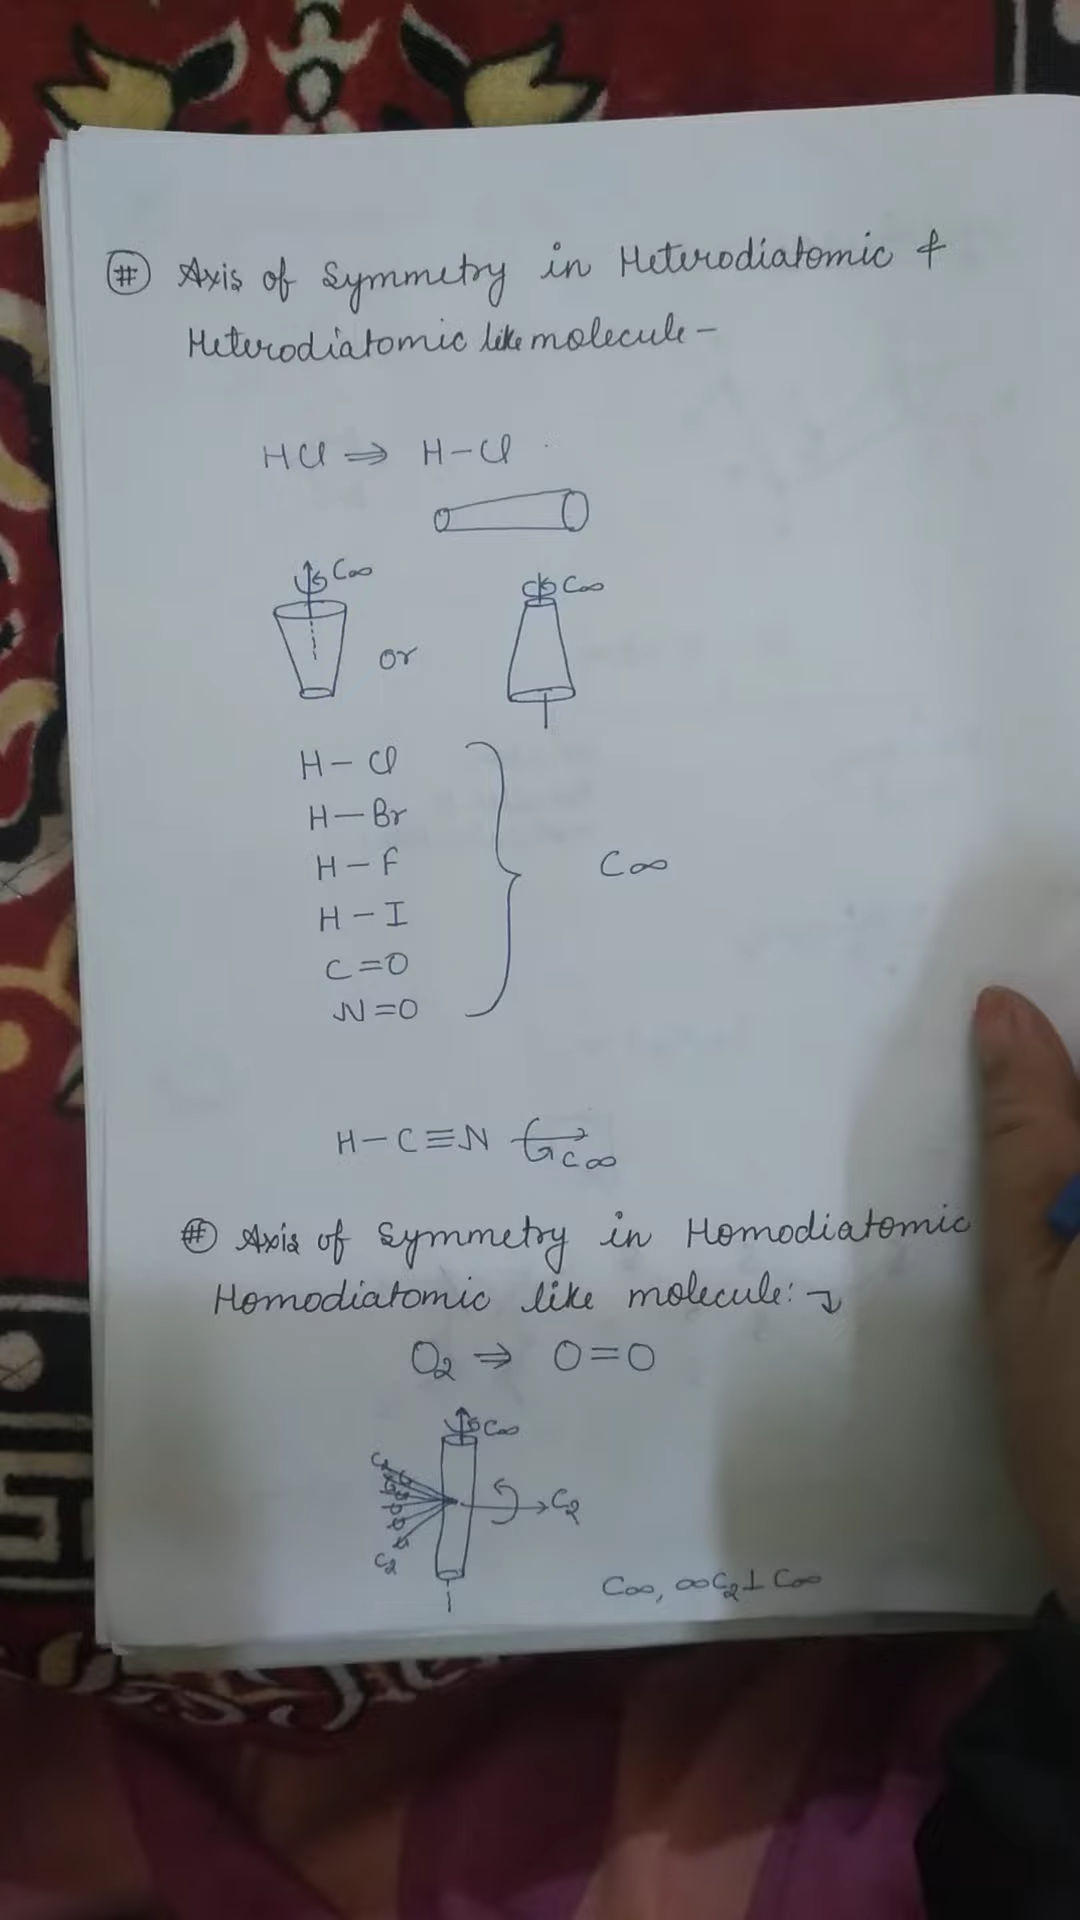 # Axis of Symmetry in Heterodiatomic &
Heterodiatomic like molecule -
HCl ⇒ H-Cl
C∞
or
C∞
H-Cl
H-Br
H-F
H-I
C=O
N=O
C∞
H-C≡N C∞
# Axis of Symmetry in Homodiatomic
Homodiatomic like molecule: ↴
O2 ⇒ O=O
C∞
C2
C2
C2
C∞, ∞C2 ⊥ C∞